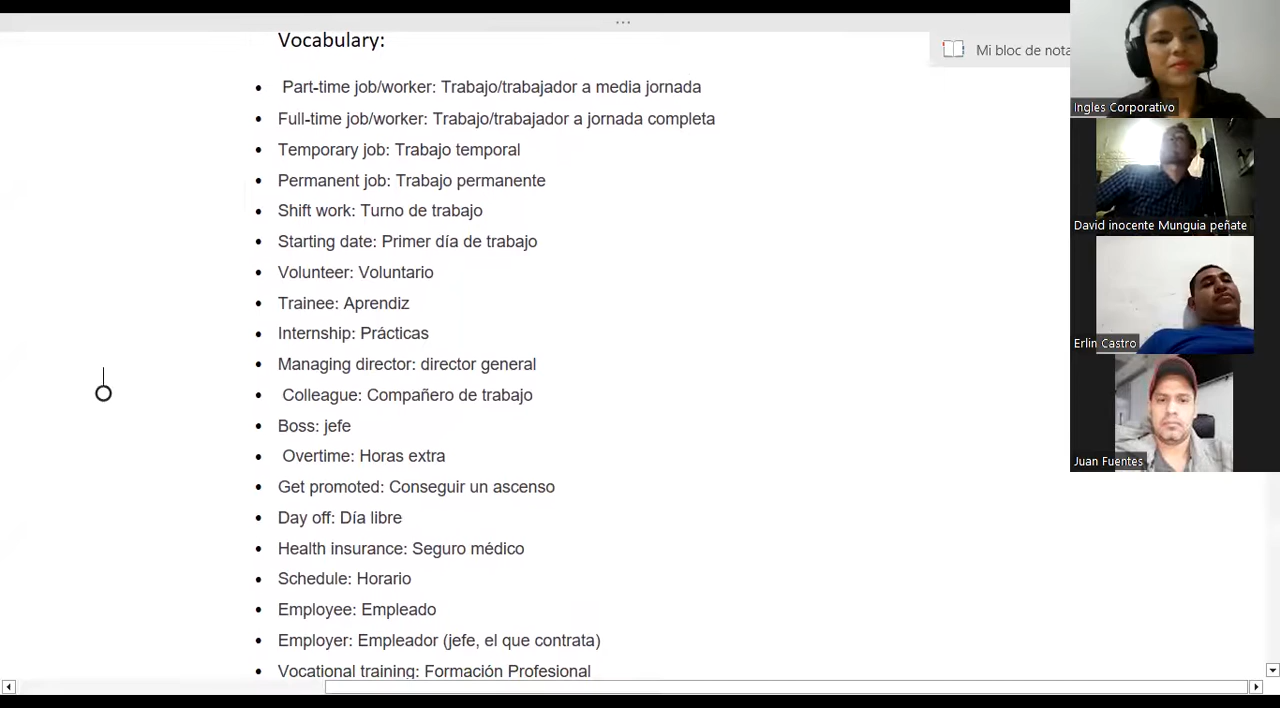 Vocabulary:
Mi bloc de nota
• Part-time job/worker: Trabajo/trabajador a media jornada
• Full-time job/worker: Trabajo/trabajador a jornada completa
• Temporary job: Trabajo temporal
• Permanent job: Trabajo permanente
• Shift work: Turno de trabajo
• Starting date: Primer día de trabajo
• Volunteer: Voluntario
• Trainee: Aprendiz
• Internship: Prácticas
• Managing director: director general
• Colleague: Compañero de trabajo
• Boss: jefe
• Overtime: Horas extra
• Get promoted: Conseguir un ascenso
• Day off: Día libre
• Health insurance: Seguro médico
• Schedule: Horario
• Employee: Empleado
• Employer: Empleador (jefe, el que contrata)
• Vocational training: Formación Profesional
Ingles Corporativo
David inocente Munguia peñate
Erlin Castro
Juan Fuentes